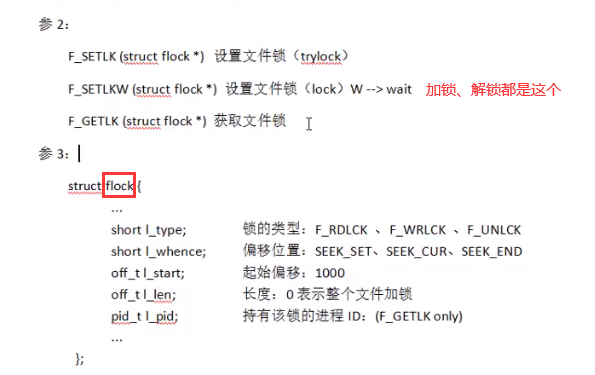 参 2：
F_SETLK (struct flock *) 设置文件锁（trylock）
F_SETLKW (struct flock *) 设置文件锁（lock）W --> wait 加锁、解锁都是这个
F_GETLK (struct flock *) 获取文件锁
参 3：
struct flock {
...
short l_type; 锁的类型：F_RDLCK 、F_WRLCK 、F_UNLCK
short l_whence; 偏移位置：SEEK_SET、SEEK_CUR、SEEK_END
off_t l_start; 起始偏移：1000
off_t l_len; 长度：0 表示整个文件加锁
pid_t l_pid; 持有该锁的进程 ID：(F_GETLK only)
...
};